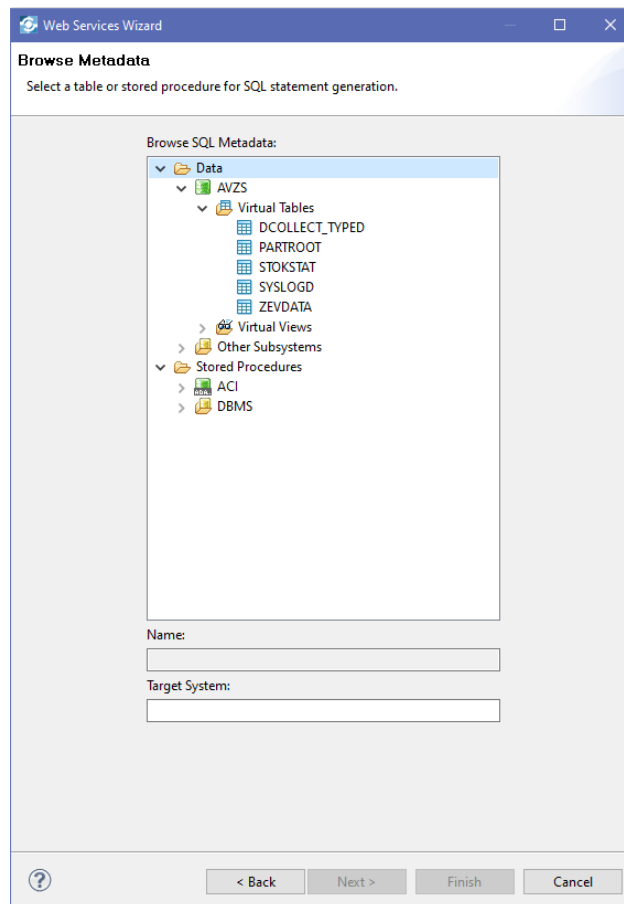 Web Services Wizard
Browse Metadata
Select a table or stored procedure for SQL statement generation.
Browse SQL Metadata:
Data
AVZS
Virtual Tables
DCOLLECT_TYPED
PARTROOT
STOKSTAT
SYSLOGD
ZEVDATA
Virtual Views
Other Subsystems
Stored Procedures
ACI
DBMS
Name:
Target System:
< Back Next > Finish Cancel